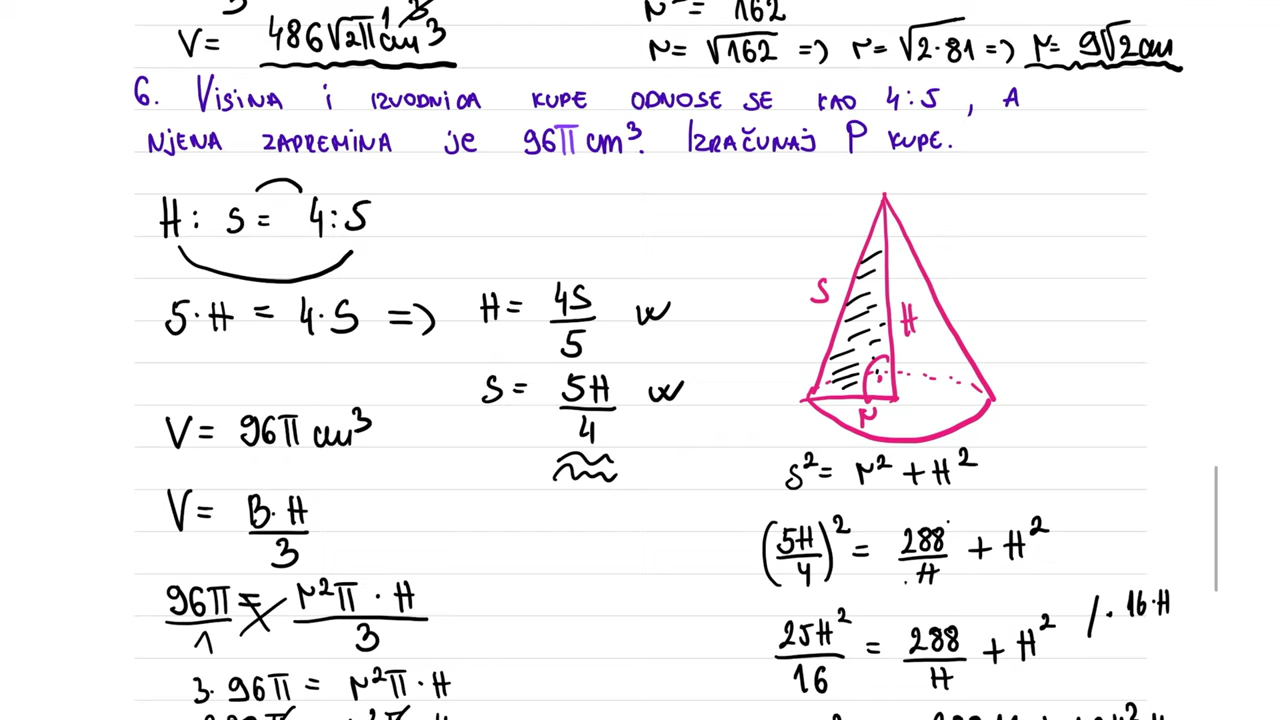 V = 486√2π cm³
r = √162 => r = √2·81 => r = 9√2 cm
6. VISINA I IZVODNICA KUPE ODNOSE SE KAO 4:5, A
NJENA ZAPREMINA JE 96π cm³. IZRAČUNAJ P KUPE.
H : s = 4:5
5·H = 4·s => H = 4s/5
s = 5H/4
V = 96π cm³
V = B·H/3
96π/1 = r²π · H/3
3·96π = r²π·H
s
H
r
s² = r² + H²
(5H/4)² = 288/H + H²
25H²/16 = 288/H + H² /·16·H